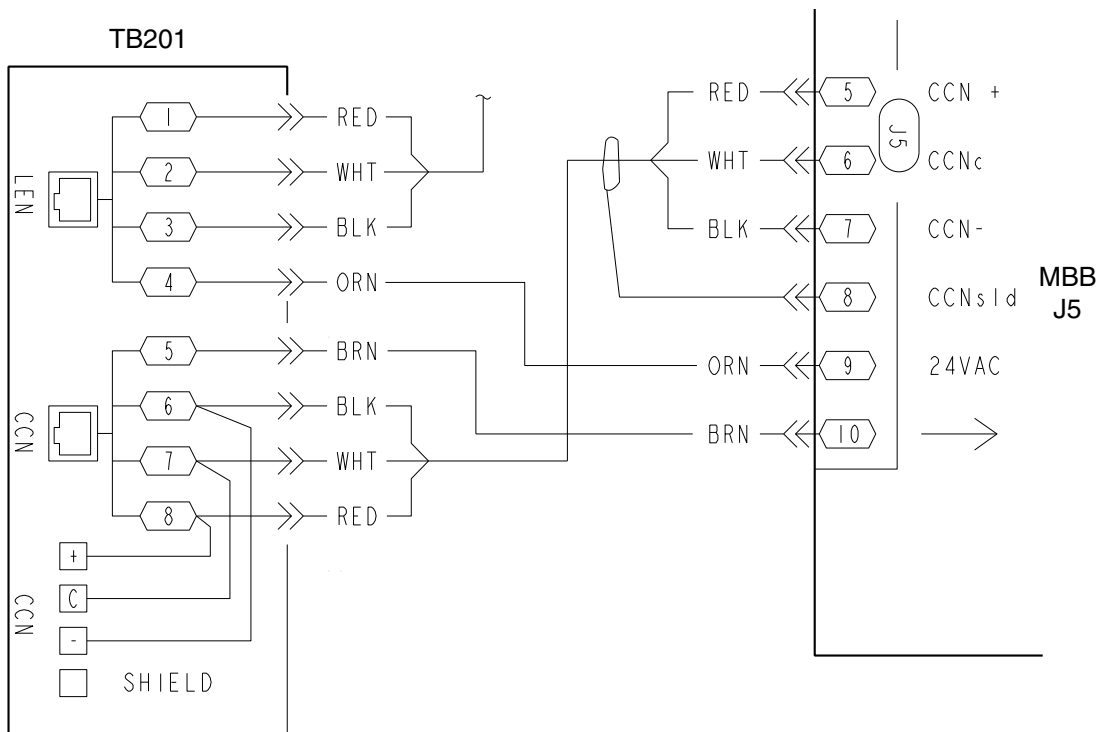 TB201
LEN
1 RED
2 WHT
3 BLK
4 ORN
CCN
5 BRN
6 BLK
7 WHT
8 RED
CCN
+
C
-
SHIELD
RED 5 CCN +
WHT 6 CCNc
BLK 7 CCN-
8 CCNsld
ORN 9 24VAC
BRN 10
J5
MBB
J5